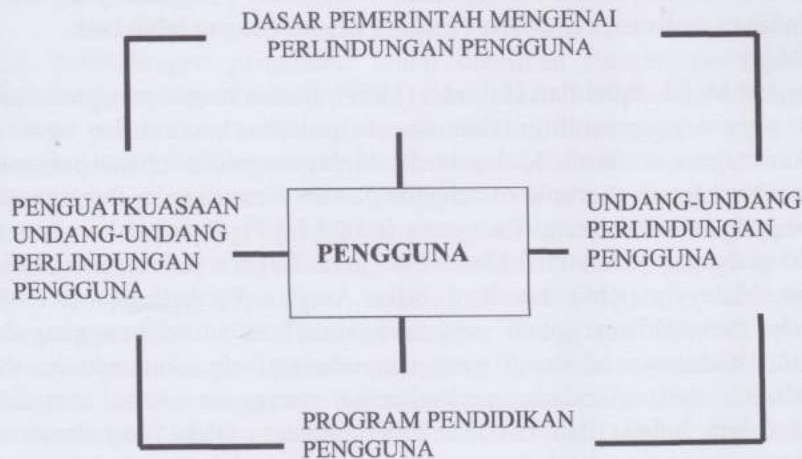 DASAR PEMERINTAH MENGENAI
PERLINDUNGAN PENGGUNA
PENGUATKUASAAN
UNDANG-UNDANG
PERLINDUNGAN
PENGGUNA
PENGGUNA
UNDANG-UNDANG
PERLINDUNGAN
PENGGUNA
PROGRAM PENDIDIKAN
PENGGUNA